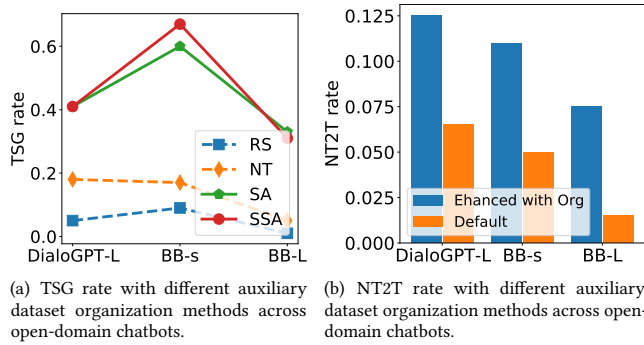 TSG rate
0.6
0.4
0.2
0.0
RS
NT
SA
SSA
DialoGPT-L BB-s BB-L
(a) TSG rate with different auxiliary
dataset organization methods across
open-domain chatbots.
NT2T rate
0.125
0.100
0.075
0.050
0.025
0.000
Ehanced with Org
Default
DialoGPT-L BB-s BB-L
(b) NT2T rate with different auxiliary
dataset organization methods across open-
domain chatbots.